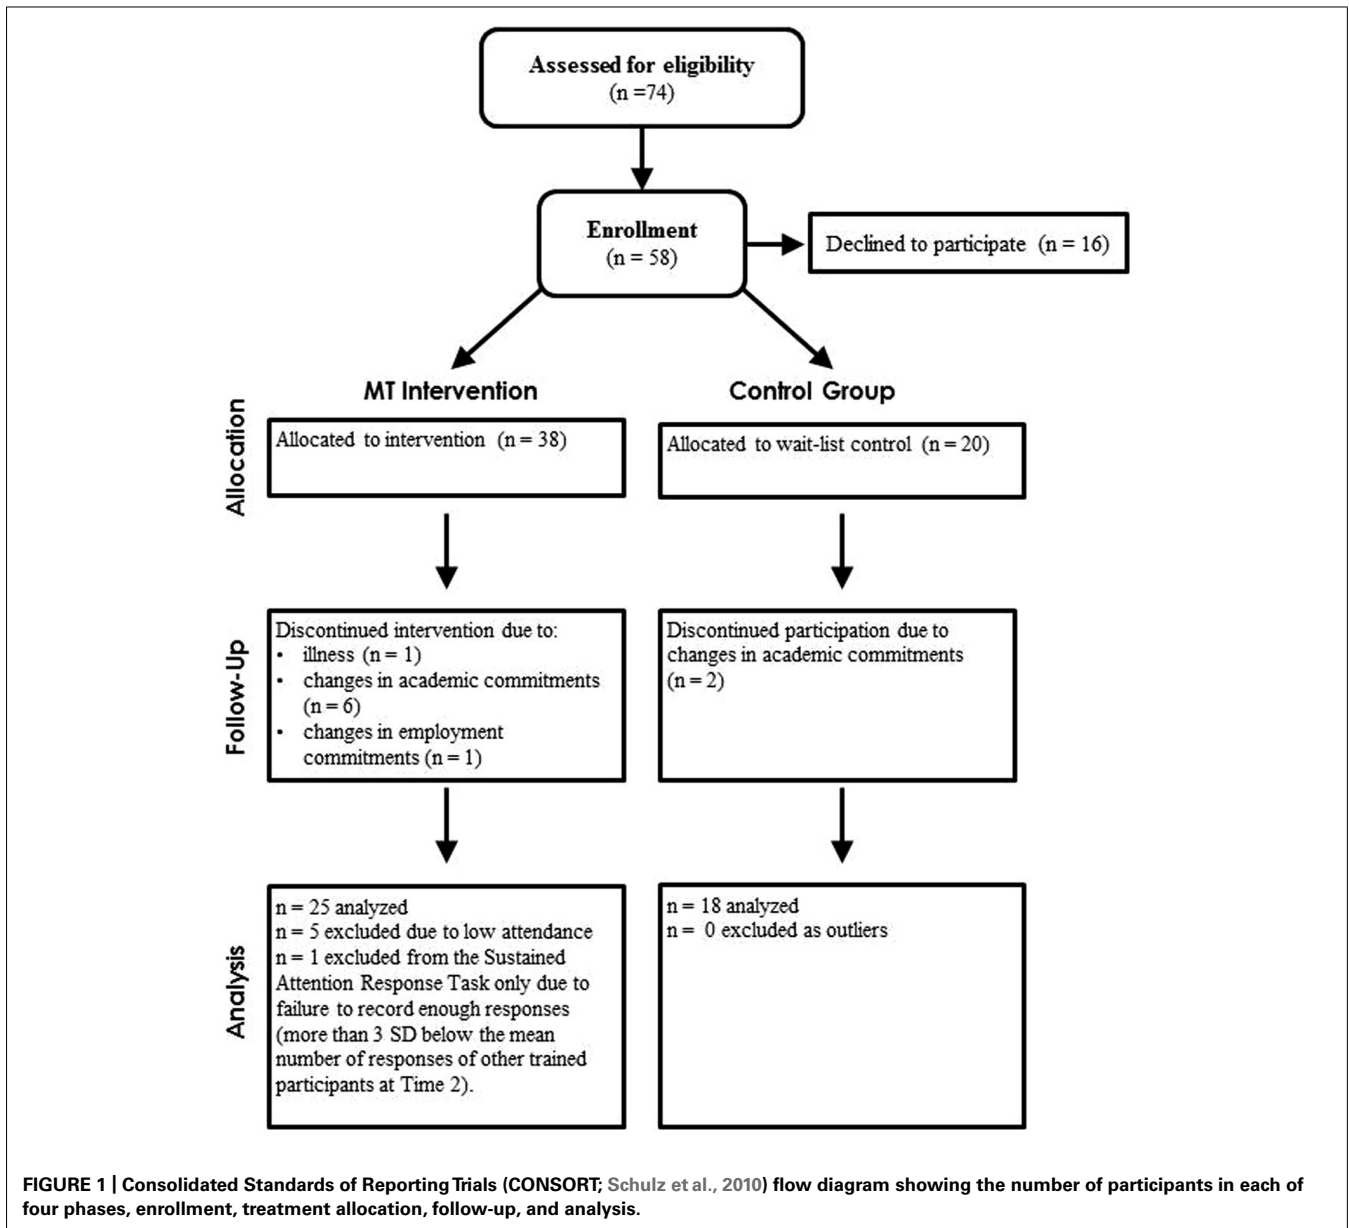 Assessed for eligibility
(n =74)
Enrollment
(n = 58)
Declined to participate (n = 16)
MT Intervention
Control Group
Allocation
Allocated to intervention (n = 38)
Allocated to wait-list control (n = 20)
Follow-Up
Discontinued intervention due to:
• illness (n = 1)
• changes in academic commitments
(n = 6)
• changes in employment
commitments (n = 1)
Discontinued participation due to
changes in academic commitments
(n = 2)
Analysis
n = 25 analyzed
n = 5 excluded due to low attendance
n = 1 excluded from the Sustained
Attention Response Task only due to
failure to record enough responses
(more than 3 SD below the mean
number of responses of other trained
participants at Time 2).
n = 18 analyzed
n = 0 excluded as outliers
FIGURE 1 | Consolidated Standards of Reporting Trials (CONSORT; Schulz et al., 2010) flow diagram showing the number of participants in each of
four phases, enrollment, treatment allocation, follow-up, and analysis.